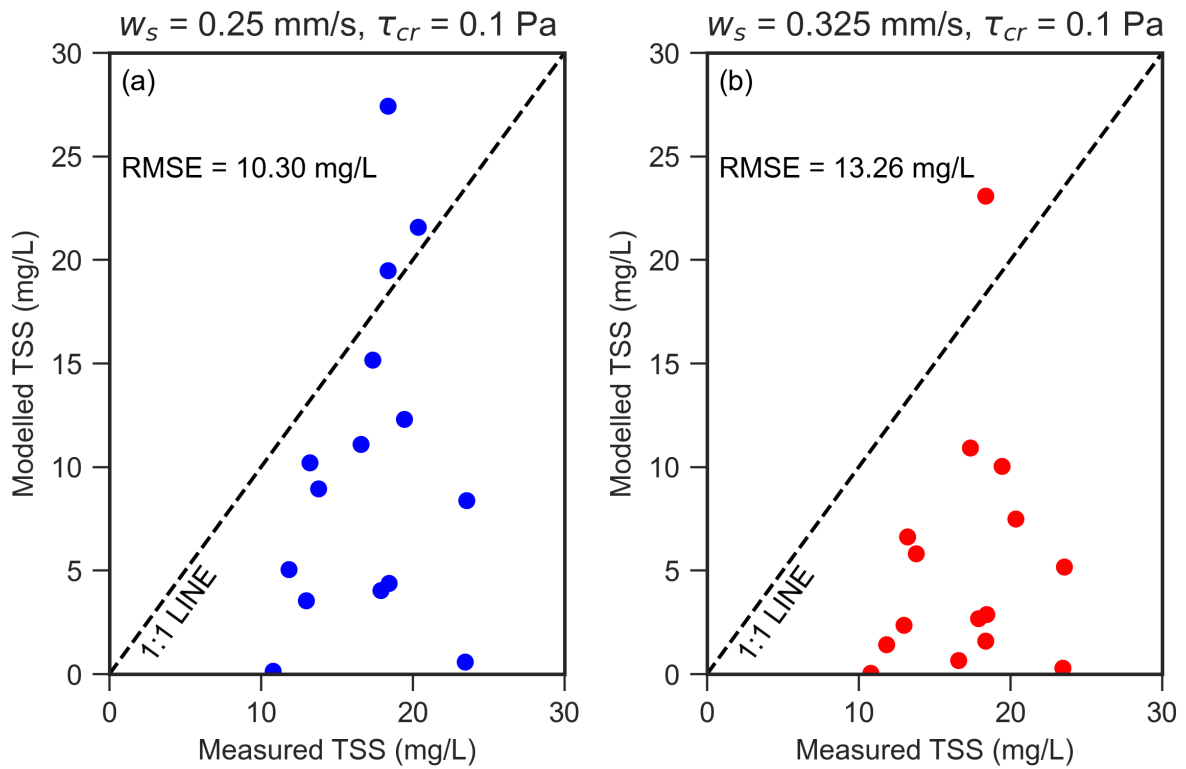 w_s = 0.25 mm/s, τ_cr = 0.1 Pa
(a)
RMSE = 10.30 mg/L
1:1 LINE
Modelled TSS (mg/L)
30
25
20
15
10
5
0
0 10 20 30
Measured TSS (mg/L)
w_s = 0.325 mm/s, τ_cr = 0.1 Pa
(b)
RMSE = 13.26 mg/L
1:1 LINE
Modelled TSS (mg/L)
30
25
20
15
10
5
0
0 10 20 30
Measured TSS (mg/L)